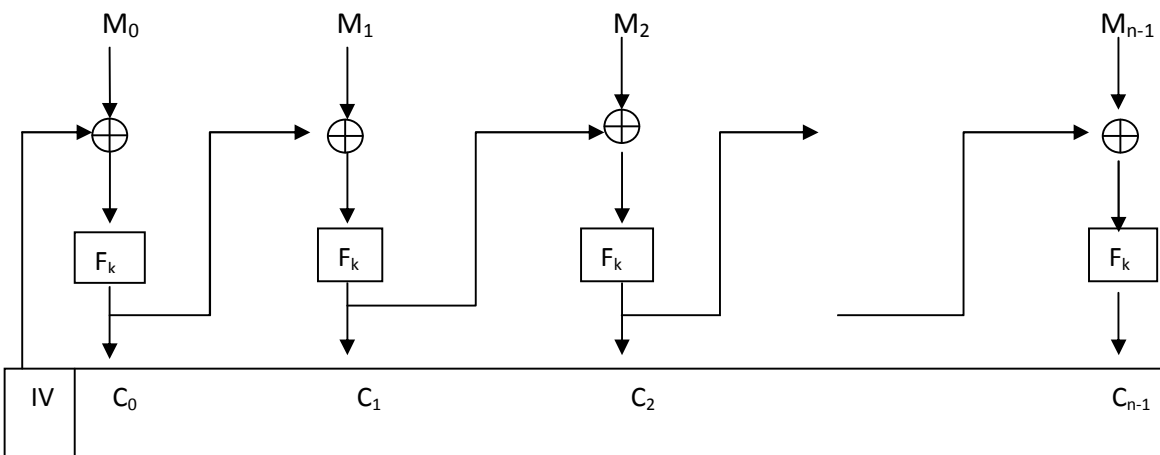 M₀ M₁ M₂ Mₙ₋₁
Fₖ Fₖ Fₖ Fₖ
IV C₀ C₁ C₂ Cₙ₋₁